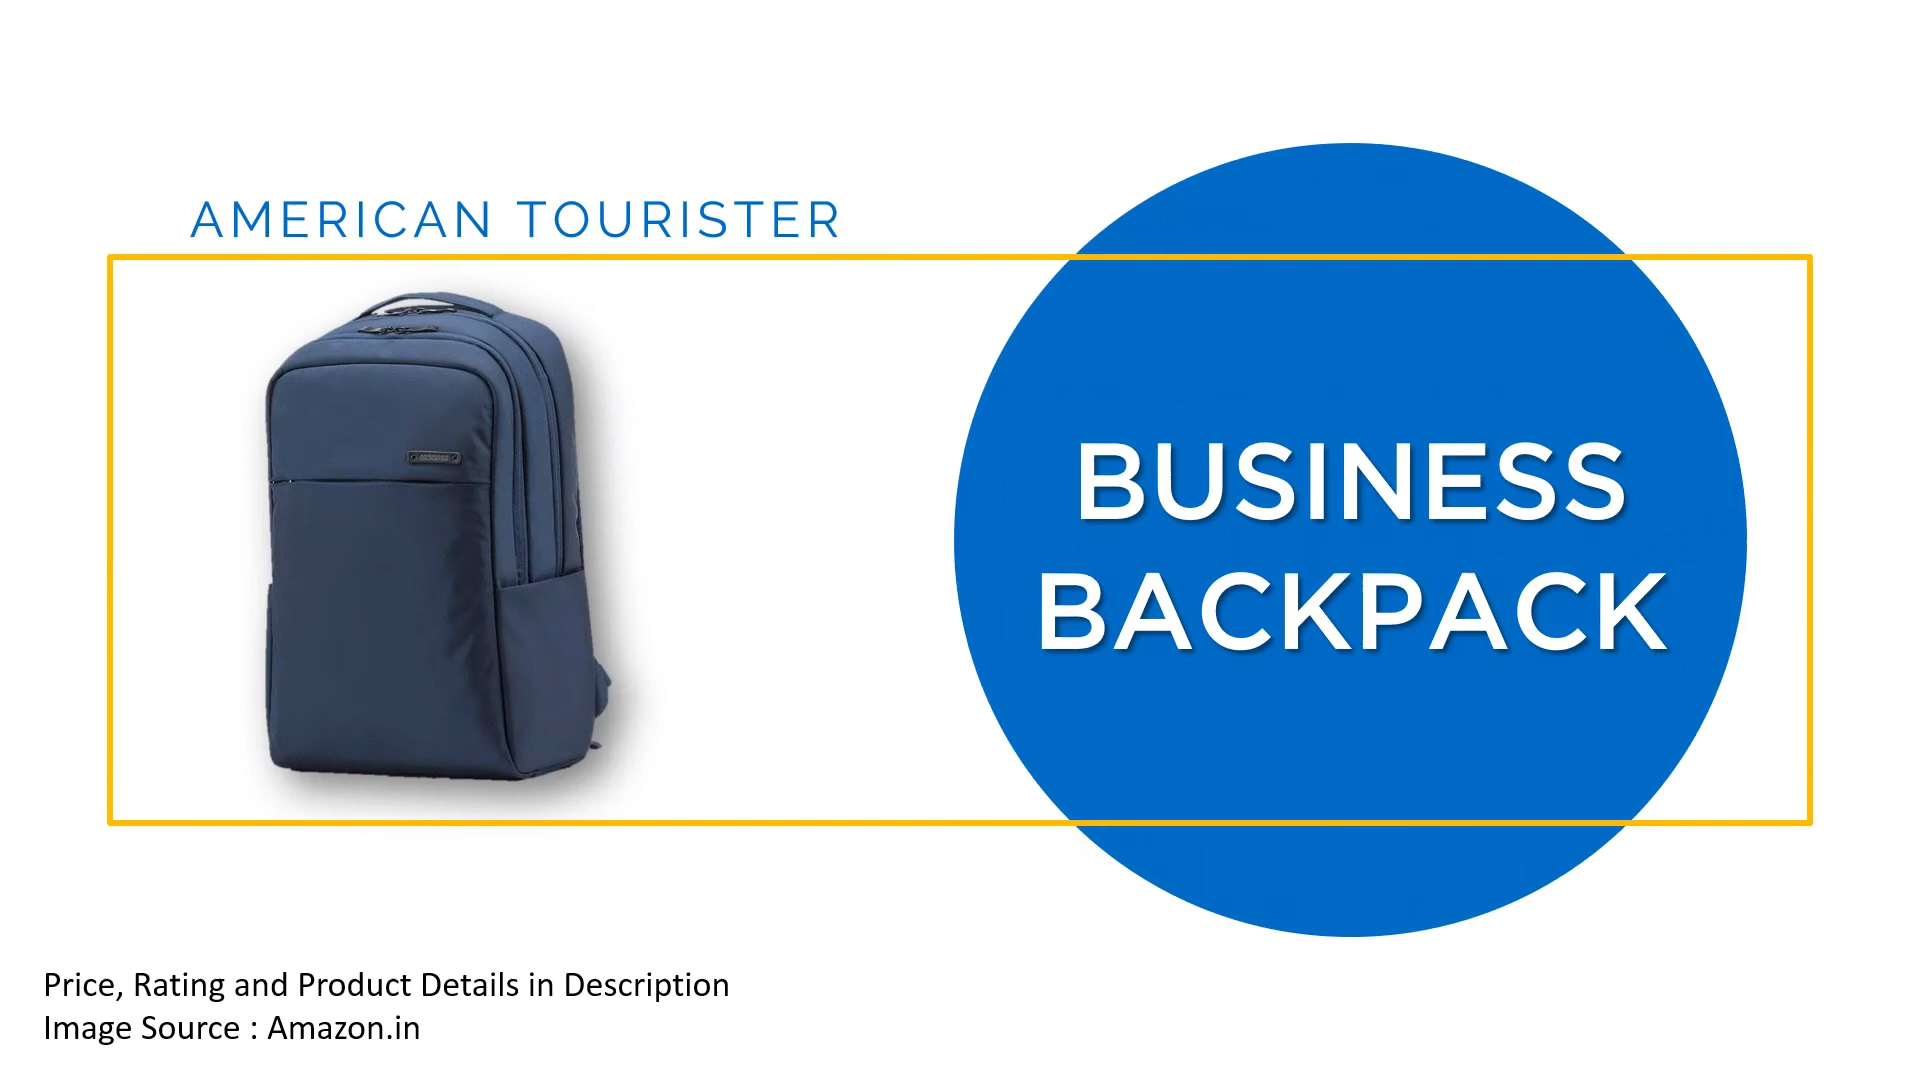 AMERICAN TOURISTER
BUSINESS
BACKPACK
Price, Rating and Product Details in Description
Image Source : Amazon.in